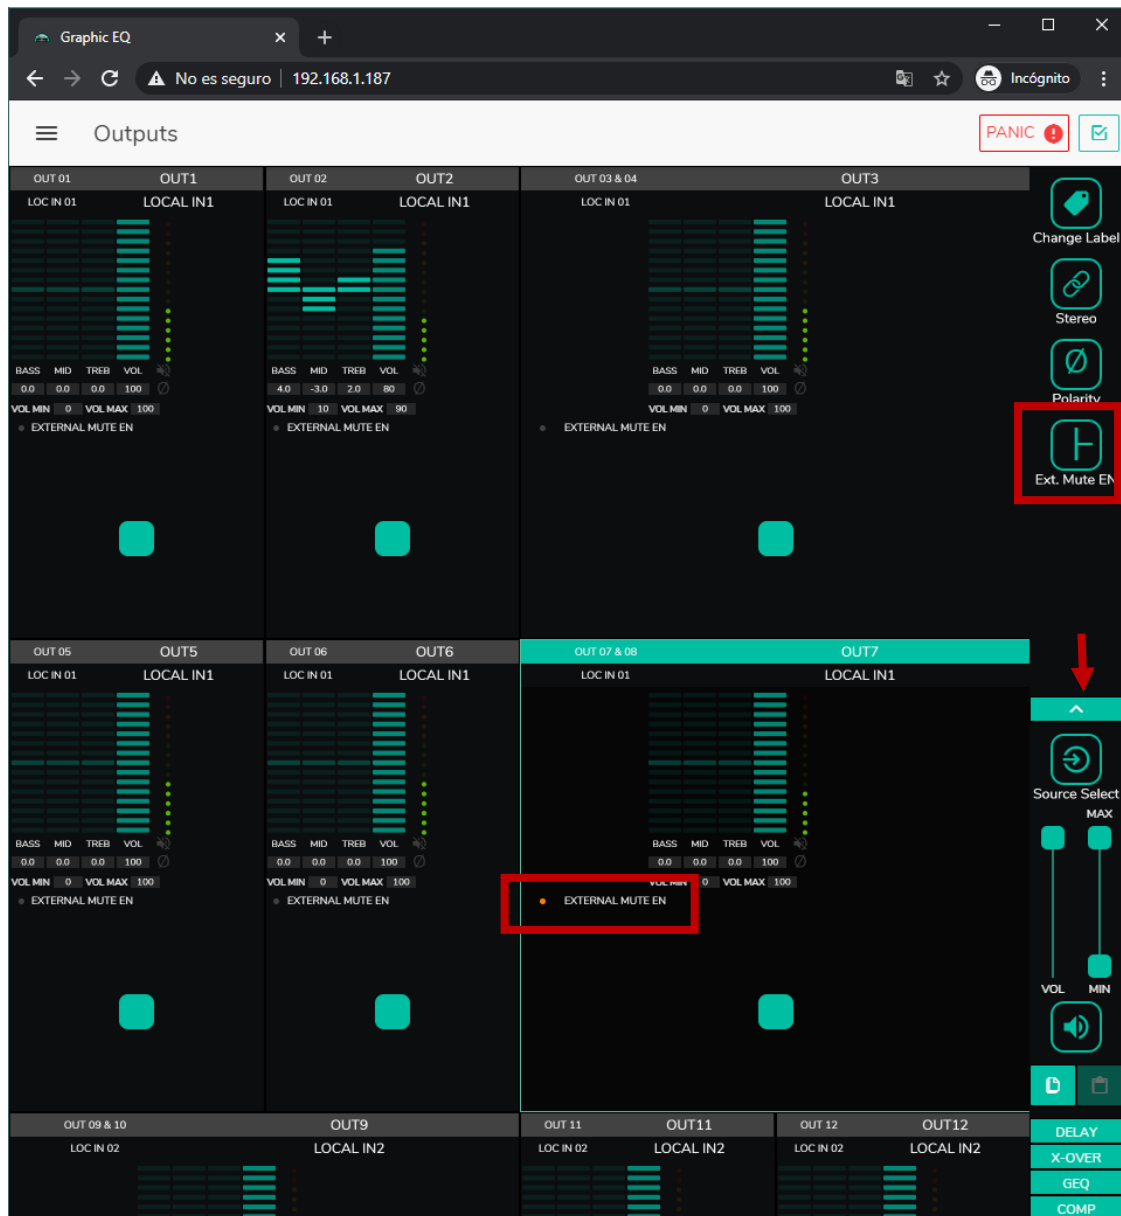 Graphic EQ
No es seguro 192.168.1.187
Incógnito
Outputs
PANIC
OUT 01 OUT1
LOC IN 01 LOCAL IN1
BASS MID TREB VOL
0.0 0.0 0.0 100
VOL MIN 0 VOL MAX 100
EXTERNAL MUTE EN
OUT 02 OUT2
LOC IN 01 LOCAL IN1
BASS MID TREB VOL
4.0 -3.0 2.0 80
VOL MIN 10 VOL MAX 90
EXTERNAL MUTE EN
OUT 03 & 04 OUT3
LOC IN 01 LOCAL IN1
BASS MID TREB VOL
0.0 0.0 0.0 100
VOL MIN 0 VOL MAX 100
EXTERNAL MUTE EN
Change Label
Stereo
Polarity
Ext. Mute EN
OUT 05 OUT5
LOC IN 01 LOCAL IN1
BASS MID TREB VOL
0.0 0.0 0.0 100
VOL MIN 0 VOL MAX 100
EXTERNAL MUTE EN
OUT 06 OUT6
LOC IN 01 LOCAL IN1
BASS MID TREB VOL
0.0 0.0 0.0 100
VOL MIN 0 VOL MAX 100
EXTERNAL MUTE EN
OUT 07 & 08 OUT7
LOC IN 01 LOCAL IN1
BASS MID TREB VOL
0.0 0.0 0.0 100
VOL MIN 0 VOL MAX 100
EXTERNAL MUTE EN
Source Select
MAX
VOL MIN
OUT 09 & 10 OUT9
LOC IN 02 LOCAL IN2
OUT 11 OUT11
LOC IN 02 LOCAL IN2
OUT 12 OUT12
LOC IN 02 LOCAL IN2
DELAY
X-OVER
GEQ
COMP